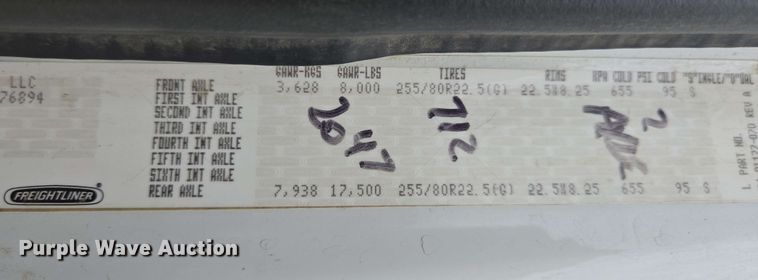 GAWR-KGS GAWR-LBS TIRES RIMS KPA COLD PSI COLD "S"INGLE/"D"UAL
LLC FRONT AXLE 3,628 8,000 255/80R22.5(G) 22.5X8.25 655 95 S
76894 FIRST INT AXLE
SECOND INT AXLE
THIRD INT AXLE
FOURTH INT AXLE
FIFTH INT AXLE
SIXTH INT AXLE
REAR AXLE 7,938 17,500 255/80R22.5(G) 22.5X8.25 655 95 S
2047
712
2
FREIGHTLINER
L PART NO.
REV A
Purple Wave Auction